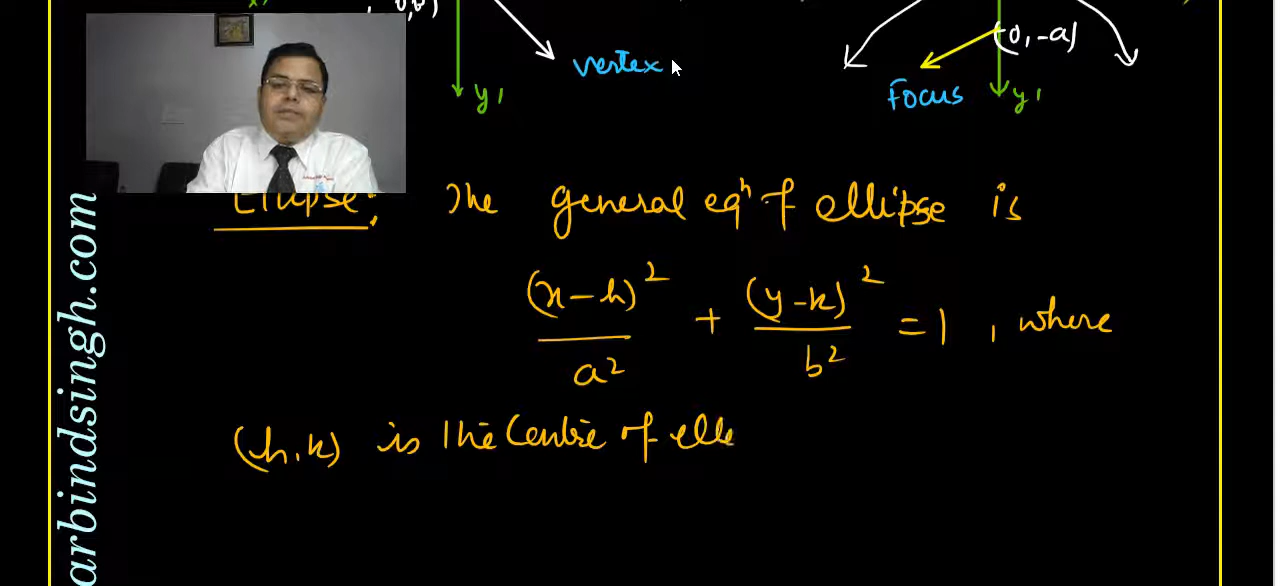 vertex
(0, -a)
y'
Focus
y'
Ellipse: The general eqⁿ of ellipse is
(x-h)²/a² + (y-k)²/b² = 1, where
(h,k) is the Centre of elle
arbindsingh.com